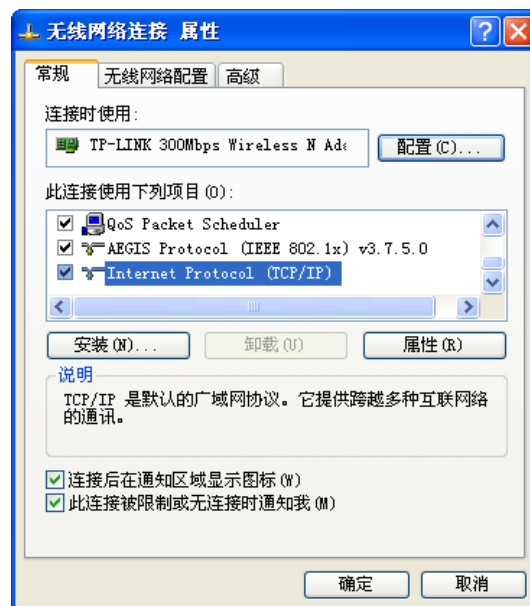 无线网络连接 属性
常规 无线网络配置 高级
连接时使用:
TP-LINK 300Mbps Wireless N Ada
配置(C)...
此连接使用下列项目(O):
QoS Packet Scheduler
AEGIS Protocol (IEEE 802.1x) v3.7.5.0
Internet Protocol (TCP/IP)
安装(N)... 卸载(U) 属性(R)
说明
TCP/IP 是默认的广域网协议。它提供跨越多种互联网络
的通讯。
连接后在通知区域显示图标(W)
此连接被限制或无连接时通知我(M)
确定 取消